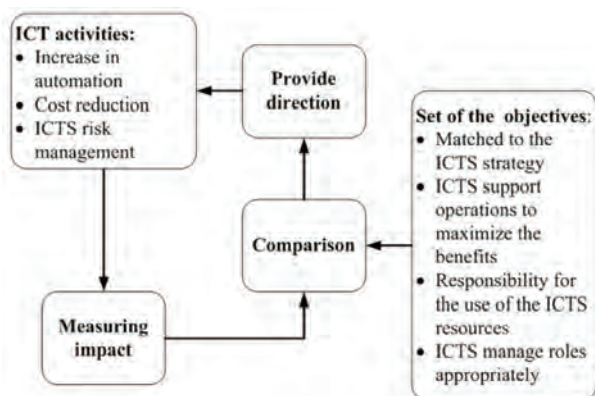 ICT activities:
• Increase in
automation
• Cost reduction
• ICTS risk
management
Provide
direction
Set of the objectives:
• Matched to the
ICTS strategy
• ICTS support
operations to
maximize the
benefits
• Responsibility for
the use of the ICTS
resources
• ICTS manage roles
appropriately
Comparison
Measuring
impact